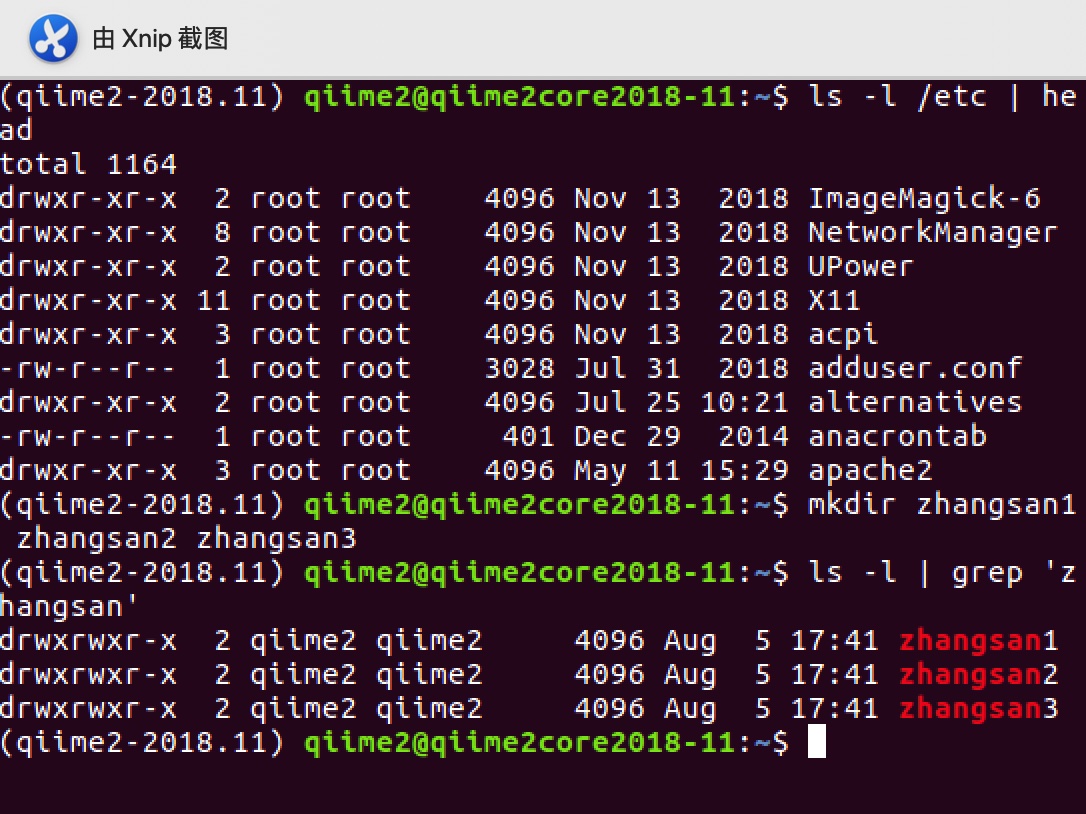 由 Xnip 截图
(qiime2-2018.11) qiime2@qiime2core2018-11:~$ ls -l /etc | he
ad
total 1164
drwxr-xr-x  2 root root    4096 Nov 13  2018 ImageMagick-6
drwxr-xr-x  8 root root    4096 Nov 13  2018 NetworkManager
drwxr-xr-x  2 root root    4096 Nov 13  2018 UPower
drwxr-xr-x 11 root root    4096 Nov 13  2018 X11
drwxr-xr-x  3 root root    4096 Nov 13  2018 acpi
-rw-r--r--  1 root root    3028 Jul 31  2018 adduser.conf
drwxr-xr-x  2 root root    4096 Jul 25 10:21 alternatives
-rw-r--r--  1 root root     401 Dec 29  2014 anacrontab
drwxr-xr-x  3 root root    4096 May 11 15:29 apache2
(qiime2-2018.11) qiime2@qiime2core2018-11:~$ mkdir zhangsan1
 zhangsan2 zhangsan3
(qiime2-2018.11) qiime2@qiime2core2018-11:~$ ls -l | grep 'z
hangsan'
drwxrwxr-x  2 qiime2 qiime2     4096 Aug  5 17:41 zhangsan1
drwxrwxr-x  2 qiime2 qiime2     4096 Aug  5 17:41 zhangsan2
drwxrwxr-x  2 qiime2 qiime2     4096 Aug  5 17:41 zhangsan3
(qiime2-2018.11) qiime2@qiime2core2018-11:~$